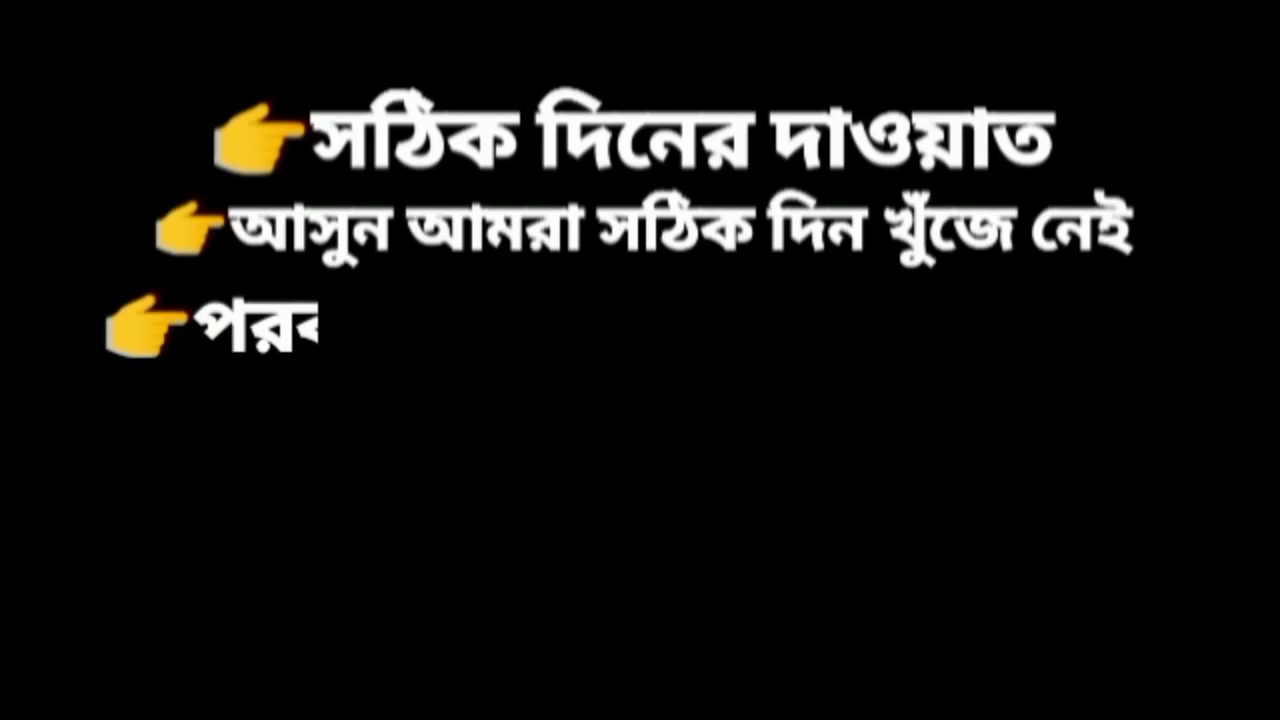 👉সঠিক দিনের দাওয়াত
👉আসুন আমরা সঠিক দিন খুঁজে নেই